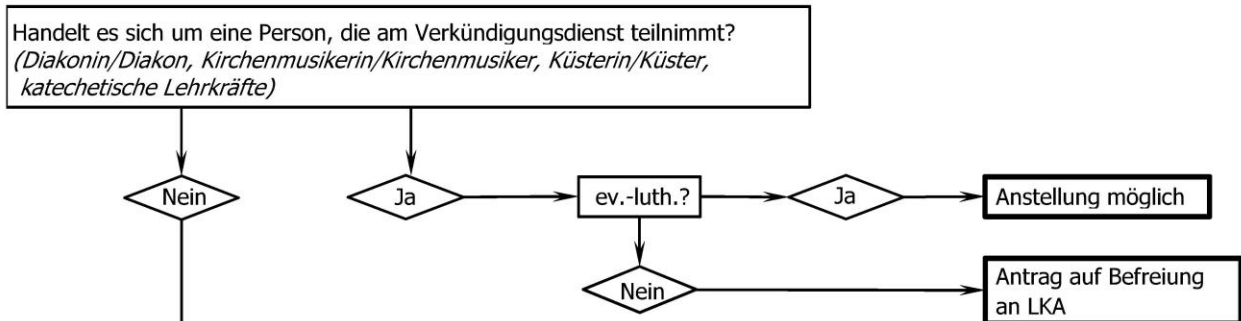 Handelt es sich um eine Person, die am Verkündigungsdienst teilnimmt?
(Diakonin/Diakon, Kirchenmusikerin/Kirchenmusiker, Küsterin/Küster,
katechetische Lehrkräfte)
Nein
Ja
ev.-luth.?
Ja
Anstellung möglich
Nein
Antrag auf Befreiung
an LKA